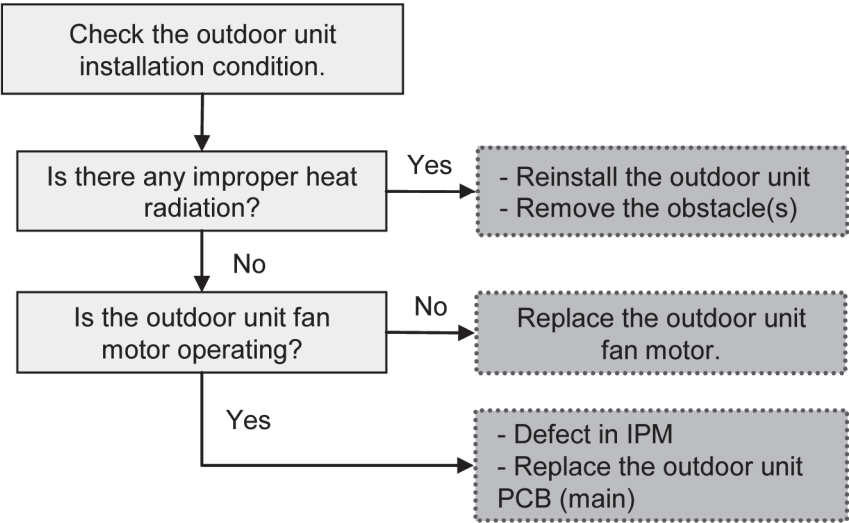 Check the outdoor unit
installation condition.
Is there any improper heat
radiation?
Yes
- Reinstall the outdoor unit
- Remove the obstacle(s)
No
Is the outdoor unit fan
motor operating?
No
Replace the outdoor unit
fan motor.
Yes
- Defect in IPM
- Replace the outdoor unit
PCB (main)